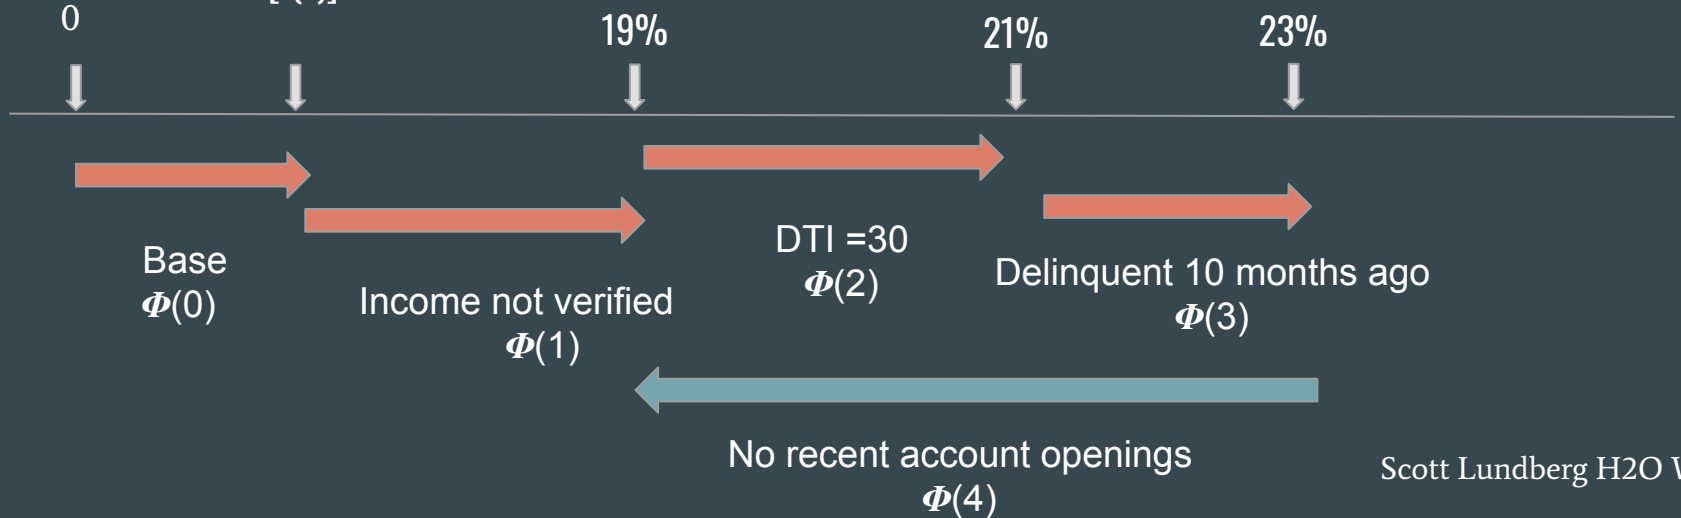 0
19%
21%
23%
Base
Φ(0)
Income not verified
Φ(1)
DTI =30
Φ(2)
Delinquent 10 months ago
Φ(3)
No recent account openings
Φ(4)
Scott Lundberg H2O